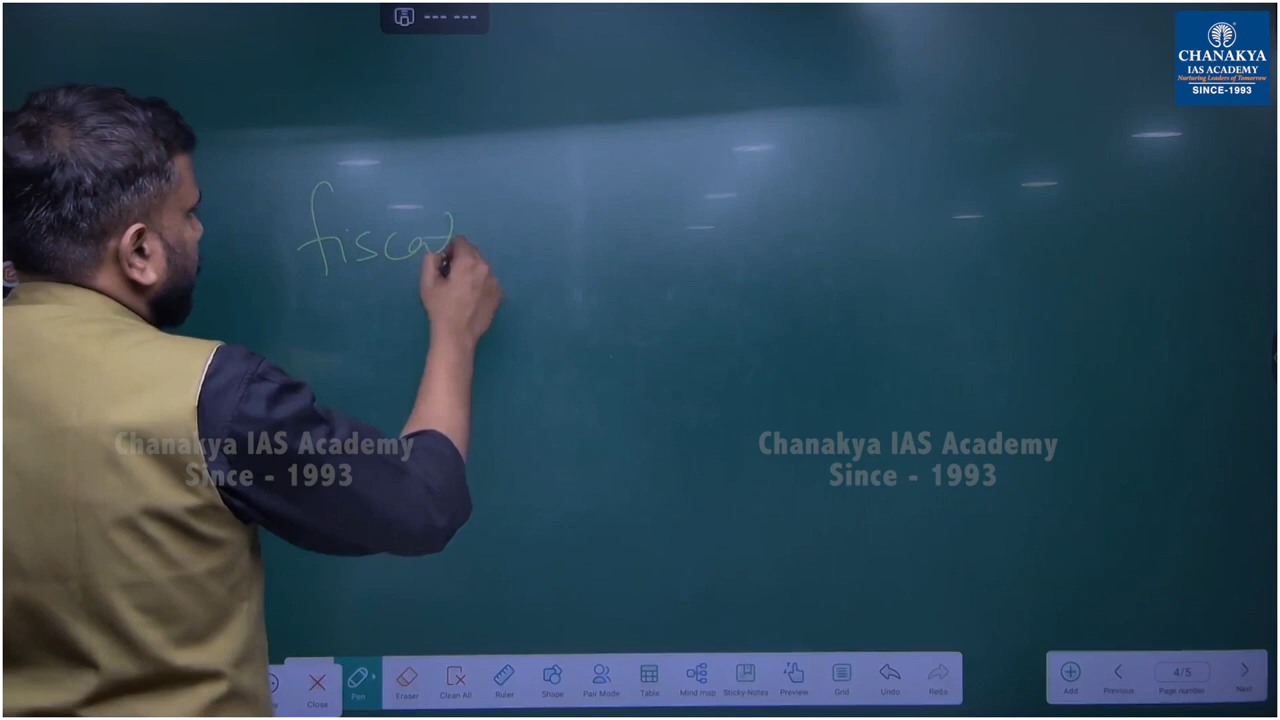 --- ---
CHANAKYA
IAS ACADEMY
Nurturing Leaders of Tomorrow
SINCE-1993
fiscal
Chanakya IAS Academy
Since - 1993
Chanakya IAS Academy
Since - 1993
Close
Pen
Eraser
Clean All
Ruler
Shape
Pair Mode
Table
Mind map
Sticky-Notes
Preview
Grid
Undo
Redo
Add
Previous
4/5
Page number
Next